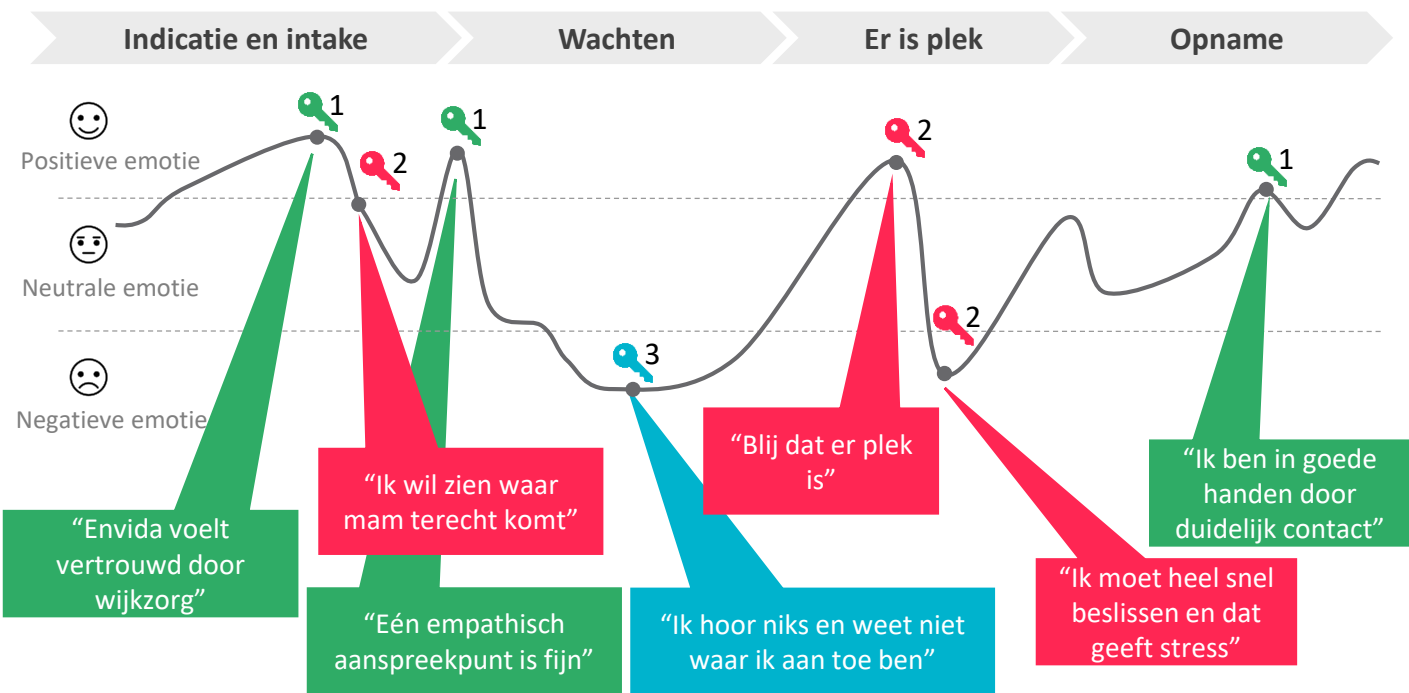 Indicatie en intake
Wachten
Er is plek
Opname
Positieve emotie
Neutrale emotie
Negatieve emotie
1
2
1
3
2
2
1
“Envida voelt
vertrouwd door
wijkzorg”
“Ik wil zien waar
mam terecht komt”
“Eén empathisch
aanspreekpunt is fijn”
“Ik hoor niks en weet niet
waar ik aan toe ben”
“Blij dat er plek
is”
“Ik moet heel snel
beslissen en dat
geeft stress”
“Ik ben in goede
handen door
duidelijk contact”